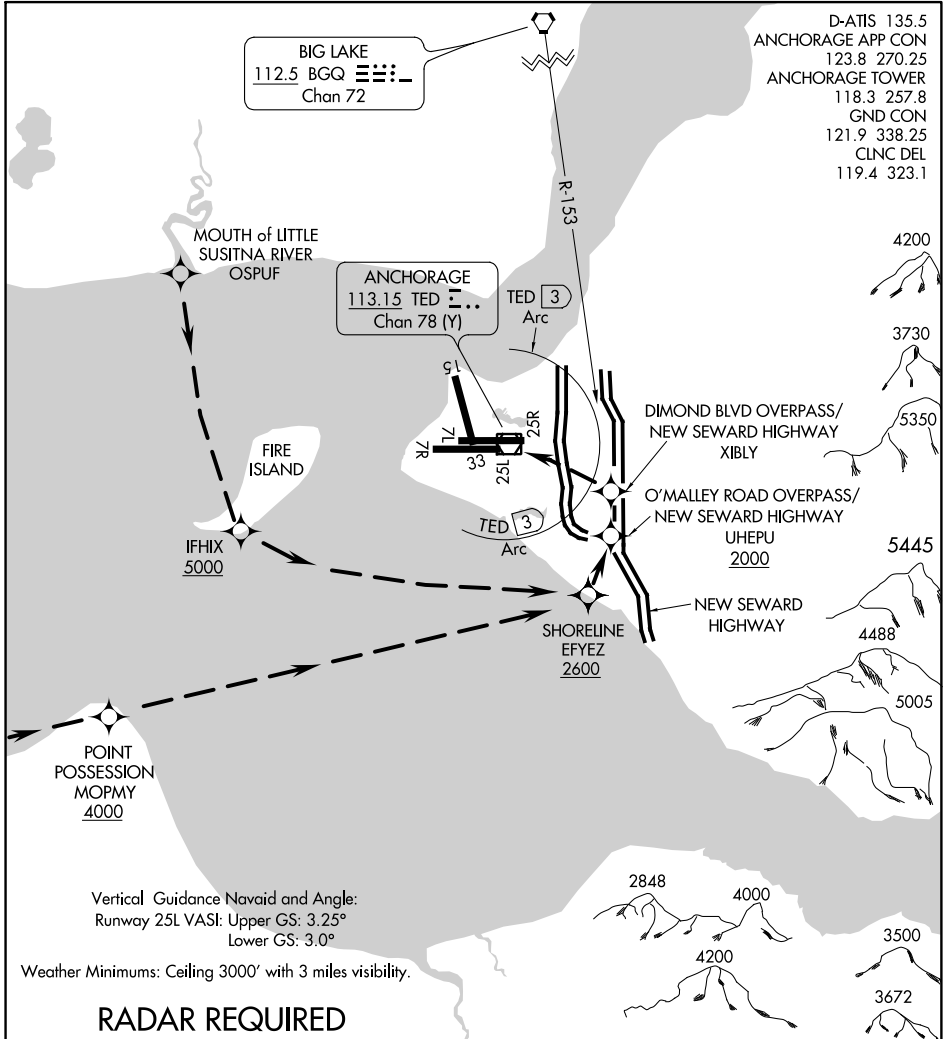 D-ATIS 135.5
ANCHORAGE APP CON
123.8 270.25
ANCHORAGE TOWER
118.3 257.8
GND CON
121.9 338.25
CLNC DEL
119.4 323.1
BIG LAKE
112.5 BGQ
Chan 72
R-153
MOUTH of LITTLE
SUSITNA RIVER
OSPUF
ANCHORAGE
113.15 TED
Chan 78 (Y)
TED 3
Arc
4200
3730
5350
15
7L
7R
33
25L
25R
DIMOND BLVD OVERPASS/
NEW SEWARD HIGHWAY
XIBLY
FIRE
ISLAND
O'MALLEY ROAD OVERPASS/
NEW SEWARD HIGHWAY
UHEPU
2000
TED 3
Arc
IFHIX
5000
5445
NEW SEWARD
HIGHWAY
SHORELINE
EFYEZ
2600
4488
5005
POINT
POSSESSION
MOPMY
4000
Vertical Guidance Navaid and Angle:
Runway 25L VASI: Upper GS: 3.25°
Lower GS: 3.0°
Weather Minimums: Ceiling 3000' with 3 miles visibility.
RADAR REQUIRED
2848
4000
4200
3500
3672